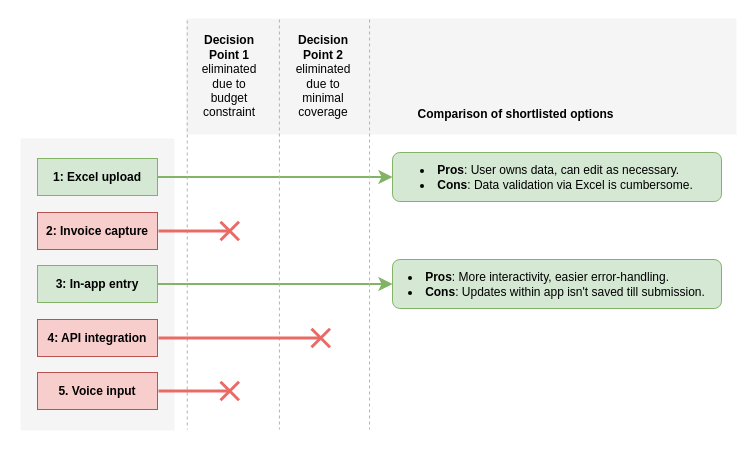 Decision
Point 1
eliminated
due to
budget
constraint
Decision
Point 2
eliminated
due to
minimal
coverage
Comparison of shortlisted options
1: Excel upload
• Pros: User owns data, can edit as necessary.
• Cons: Data validation via Excel is cumbersome.
2: Invoice capture
3: In-app entry
• Pros: More interactivity, easier error-handling.
• Cons: Updates within app isn't saved till submission.
4: API integration
5. Voice input